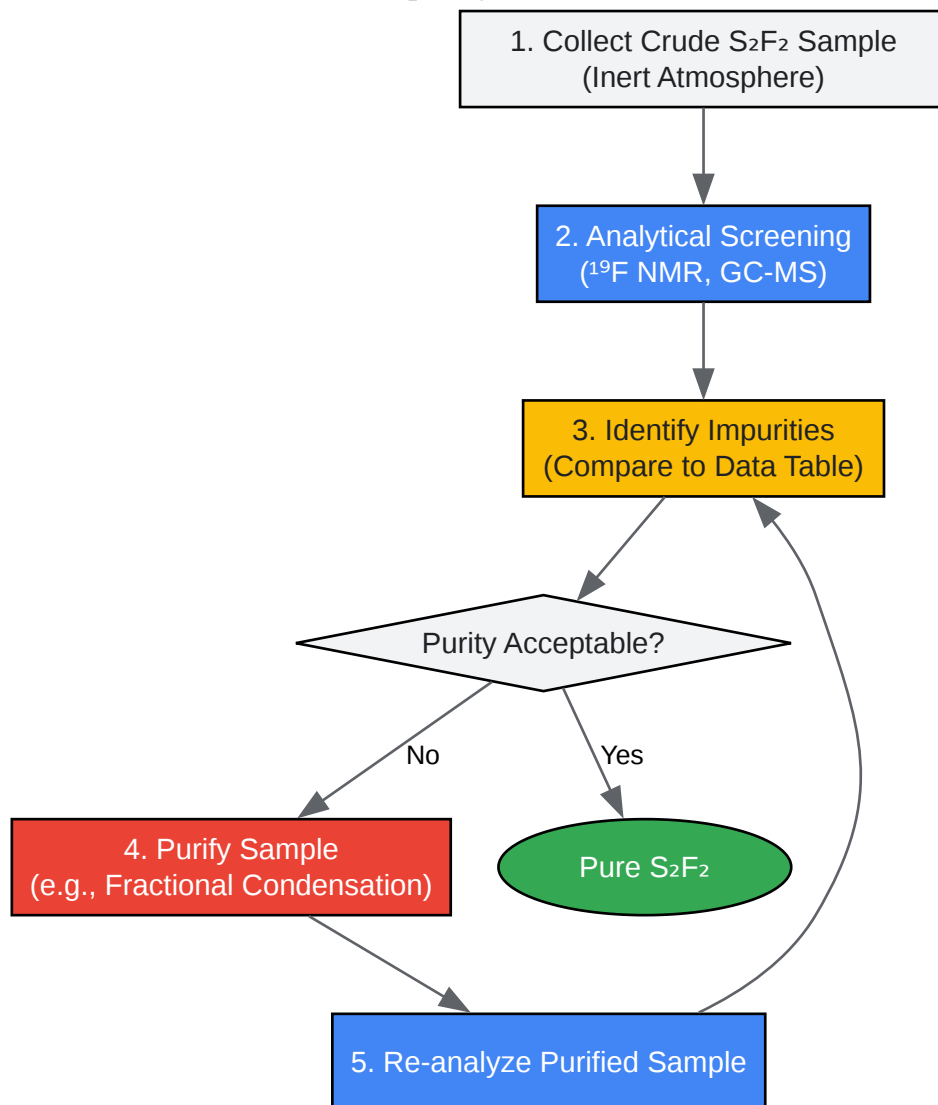 1. Collect Crude S₂F₂ Sample
(Inert Atmosphere)
2. Analytical Screening
(¹⁹F NMR, GC-MS)
3. Identify Impurities
(Compare to Data Table)
Purity Acceptable?
No
Yes
4. Purify Sample
(e.g., Fractional Condensation)
Pure S₂F₂
5. Re-analyze Purified Sample